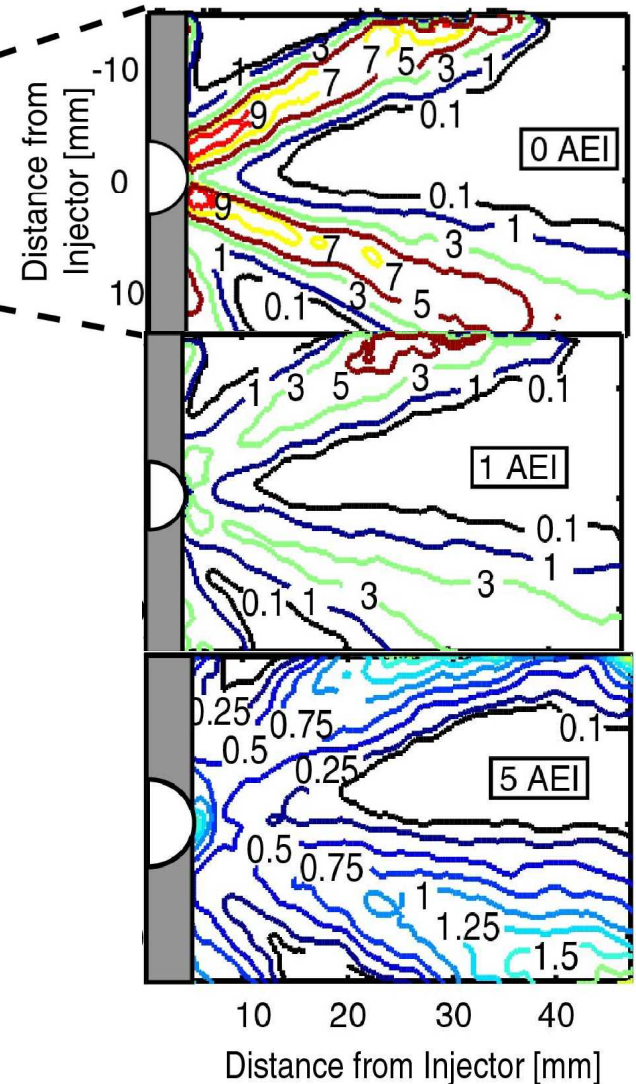 Distance from
Injector [mm]
-10
0
10
1 3 7 5 3 1
7
9
0.1
0 AEI
0.1
9
1
7
3
1
7
0.1 3 5
1 3 5 3 1 0.1
1 AEI
0.1
1
0.1 1 3 3
0.25 0.75
0.1
0.5
0.25
5 AEI
0.5
0.75
1
1.25
1.5
10 20 30 40
Distance from Injector [mm]